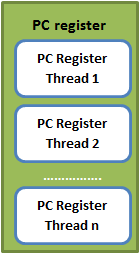 PC register
PC Register
Thread 1
PC Register
Thread 2
................
PC Register
Thread n